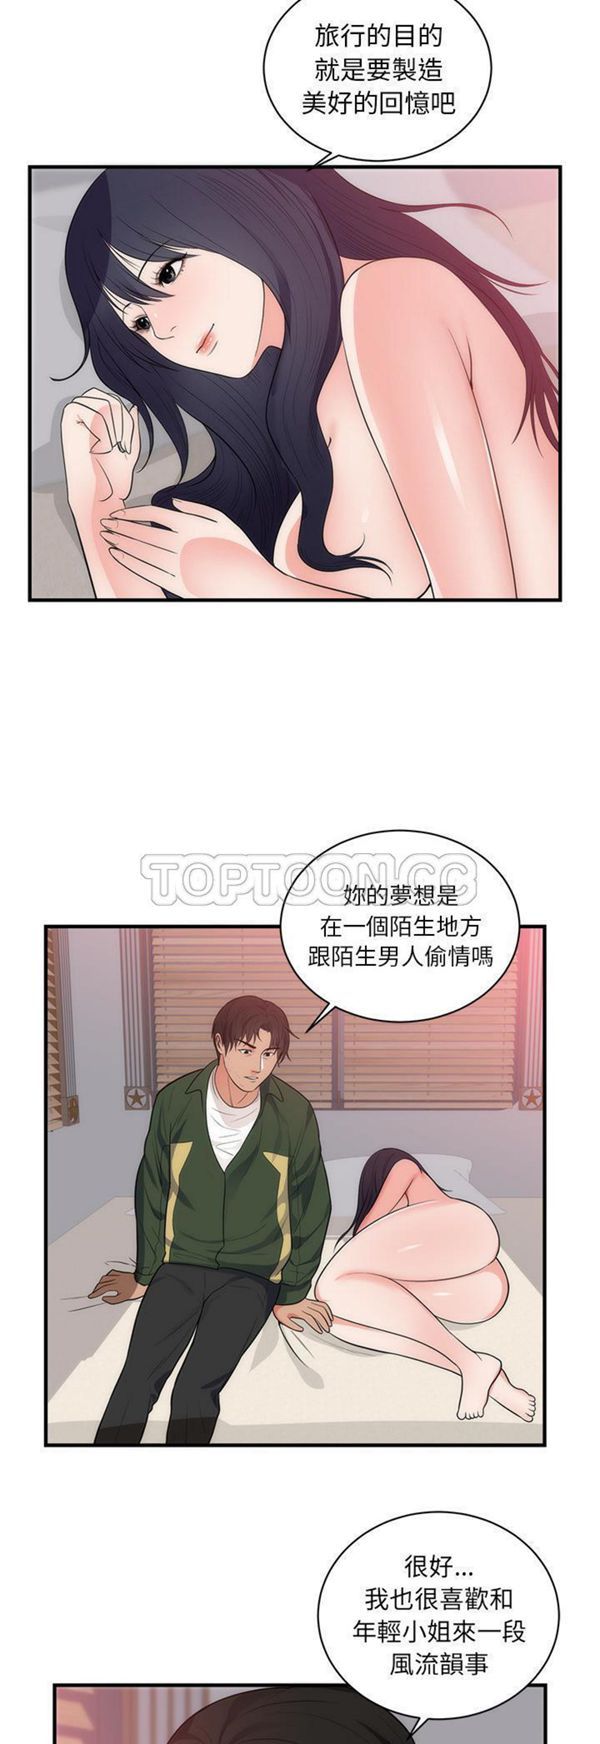 旅行的目的
就是要製造
美好的回憶吧
TOPTOON.CC
妳的夢想是
在一個陌生地方
跟陌生男人偷情嗎
很好...
我也很喜歡和
年輕小姐來一段
風流韻事